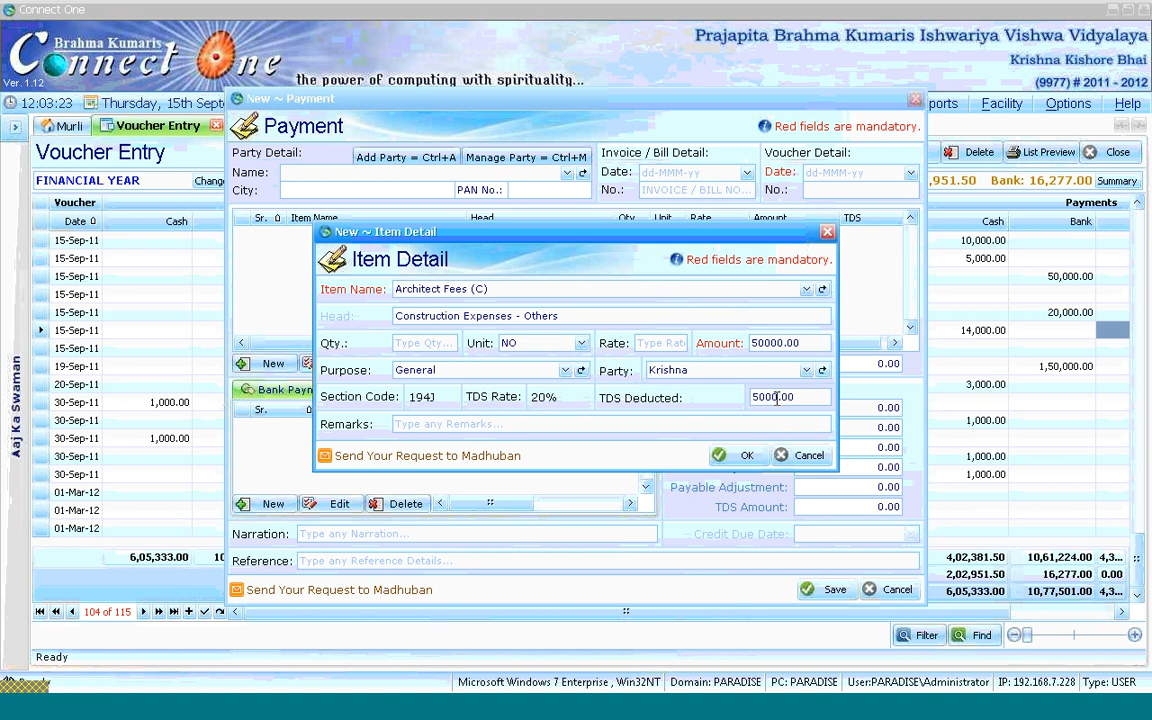 Connect One
Brahma Kumaris
Connect One
Ver. 1.12
the power of computing with spirituality...
Prajapita Brahma Kumaris Ishwariya Vishwa Vidyalaya
Krishna Kishore Bhai
(9977) # 2011 - 2012
12:03:23 Thursday, 15th Sept
Facility Options Help
Murli Voucher Entry
Voucher Entry
Delete List Preview Close
FINANCIAL YEAR Change
,951.50 Bank: 16,277.00 Summary
Voucher Payments
Date Cash Cash Bank
15-Sep-11 10,000.00
15-Sep-11 5,000.00
15-Sep-11 50,000.00
15-Sep-11
15-Sep-11 20,000.00
15-Sep-11 14,000.00
15-Sep-11
19-Sep-11 1,50,000.00
20-Sep-11 3,000.00
30-Sep-11 1,000.00
30-Sep-11 1,000.00
30-Sep-11 1,000.00
30-Sep-11 1,000.00
30-Sep-11 1,000.00
01-Mar-12
01-Mar-12
01-Mar-12
6,05,333.00 10 4,02,381.50 10,61,224.00 4,3...
2,02,951.50 16,277.00 0.00
6,05,333.00 10,77,501.00 4,3...
104 of 115
Filter Find
Ready
Aaj Ka Swaman
New ~ Payment
Payment
Red fields are mandatory.
Party Detail: Add Party = Ctrl+A Manage Party = Ctrl+M Invoice / Bill Detail: Voucher Detail:
Name: Date: dd-MMM-yy Date: dd-MMM-yy
City: PAN No.: No.: INVOICE / BILL NO... No.:
Sr. Item Name Head Qty. Unit Rate Amount TDS
New 0.00
Bank Paym
Sr. 0.00
0.00
0.00
0.00
Payable Adjustment: 0.00
New Edit Delete TDS Amount: 0.00
Narration: Type any Narration... Credit Due Date:
Reference: Type any Reference Details...
Send Your Request to Madhuban Save Cancel
New ~ Item Detail
Item Detail
Red fields are mandatory.
Item Name: Architect Fees (C)
Head: Construction Expenses - Others
Qty.: Type Qty... Unit: NO Rate: Type Rate Amount: 50000.00
Purpose: General Party: Krishna
Section Code: 194J TDS Rate: 20% TDS Deducted: 5000.00
Remarks: Type any Remarks...
Send Your Request to Madhuban OK Cancel
Microsoft Windows 7 Enterprise , Win32NT Domain: PARADISE PC: PARADISE User:PARADISE\Administrator IP: 192.168.7.228 Type: USER